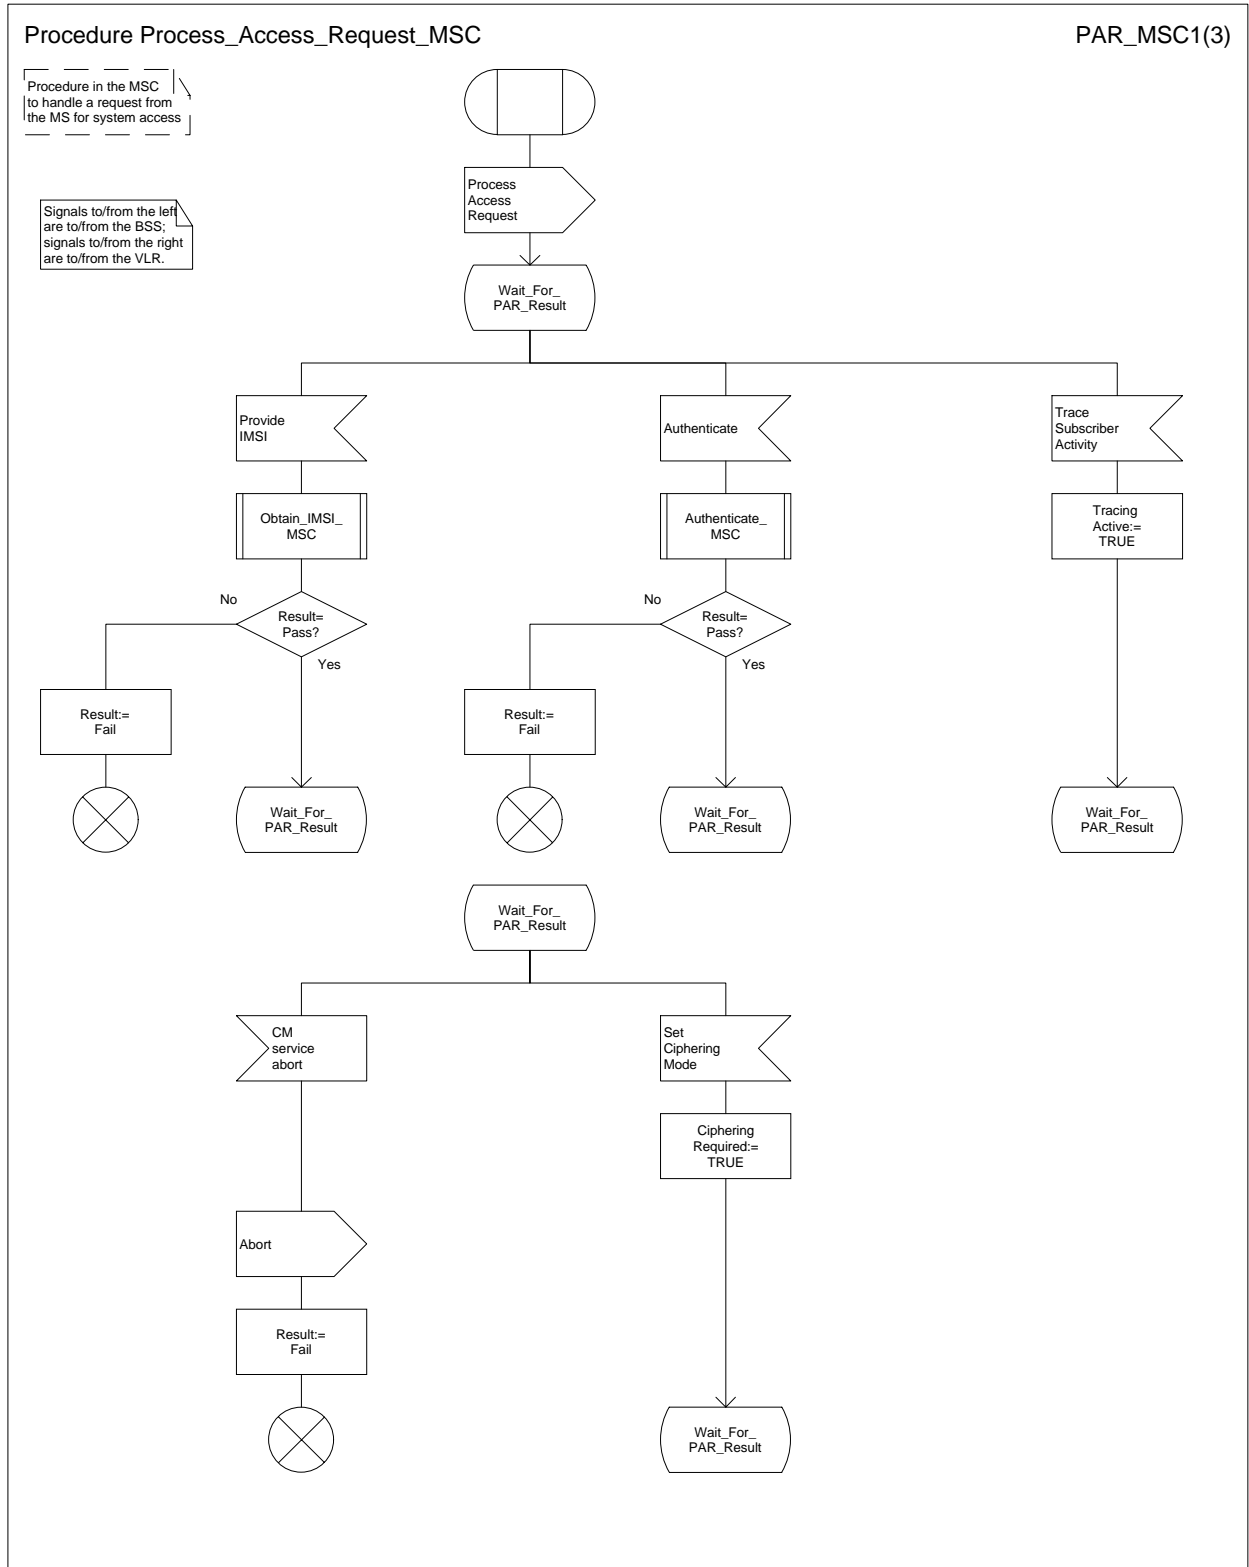 Procedure Process_Access_Request_MSC
PAR_MSC1(3)
Procedure in the MSC
to handle a request from
the MS for system access
Signals to/from the left
are to/from the BSS;
signals to/from the right
are to/from the VLR.
Process
Access
Request
Wait_For_
PAR_Result
Provide
IMSI
Authenticate
Trace
Subscriber
Activity
Obtain_IMSI_
MSC
Authenticate_
MSC
Tracing
Active:=
TRUE
No
Result=
Pass?
Yes
No
Result=
Pass?
Yes
Result:=
Fail
Result:=
Fail
Wait_For_
PAR_Result
Wait_For_
PAR_Result
Wait_For_
PAR_Result
Wait_For_
PAR_Result
CM
service
abort
Set
Ciphering
Mode
Ciphering
Required:=
TRUE
Abort
Result:=
Fail
Wait_For_
PAR_Result